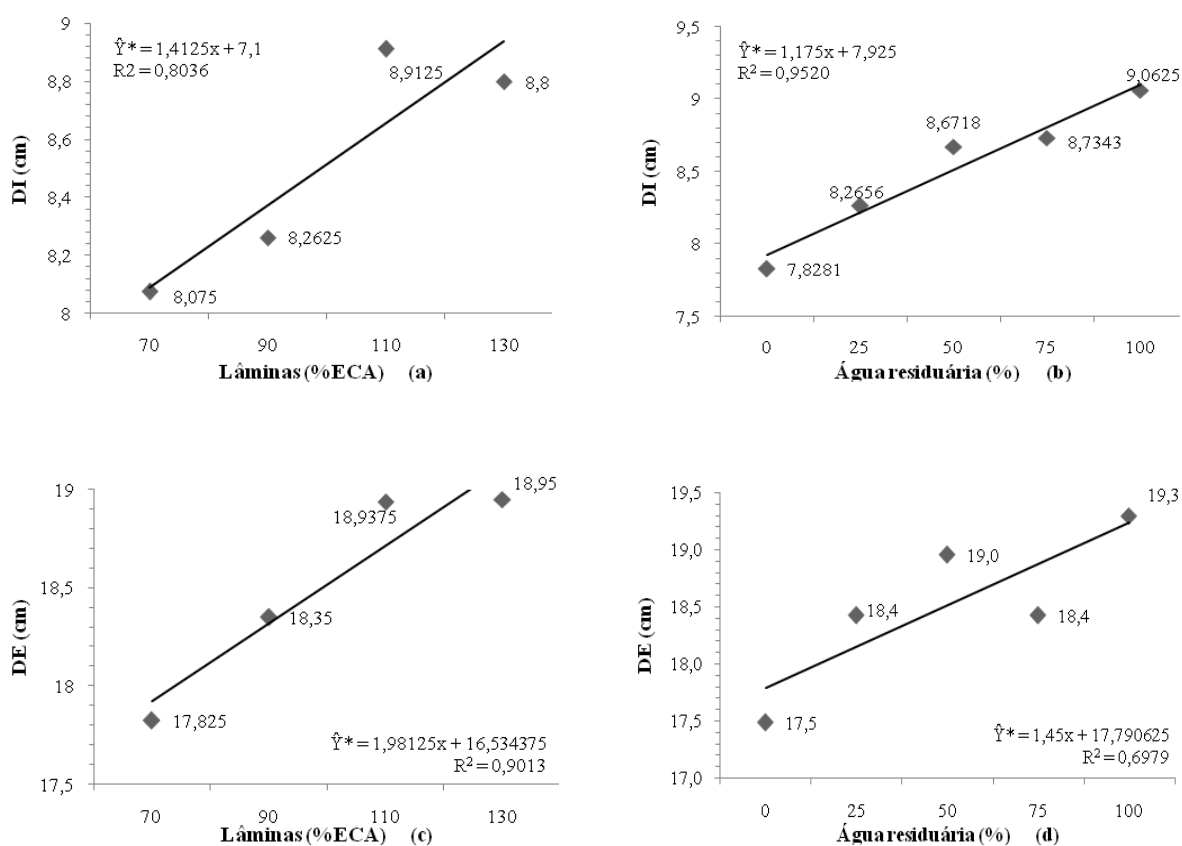 9
8,8
8,6
8,4
8,2
8
DI (cm)
Ŷ* = 1,4125x + 7,1
R2 = 0,8036
8,9125
8,8
8,2625
8,075
70 90 110 130
Lâminas (%ECA) (a)
9,5
9
8,5
8
7,5
DI (cm)
Ŷ* = 1,175x + 7,925
R² = 0,9520
9,0625
8,6718
8,7343
8,2656
7,8281
0 25 50 75 100
Água residuária (%) (b)
19
18,5
18
17,5
DE (cm)
18,95
18,9375
18,35
17,825
Ŷ* = 1,98125x + 16,534375
R² = 0,9013
70 90 110 130
Lâminas (%ECA) (c)
19,5
19,0
18,5
18,0
17,5
17,0
DE (cm)
19,3
19,0
18,4
18,4
17,5
Ŷ* = 1,45x + 17,790625
R² = 0,6979
0 25 50 75 100
Água residuária (%) (d)